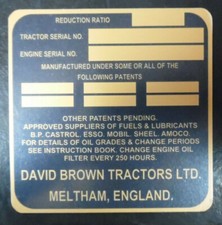 REDUCTION RATIO
TRACTOR SERIAL NO.
ENGINE SERIAL NO.
MANUFACTURED UNDER SOME OR ALL OF THE
FOLLOWING PATENTS
OTHER PATENTS PENDING.
APPROVED SUPPLIERS OF FUELS & LUBRICANTS
B.P. CASTROL. ESSO. MOBIL. SHEEL. AMOCO.
FOR DETAILS OF OIL GRADES & CHANGE PERIODS
SEE INSTRUCTION BOOK. CHANGE ENGINE OIL
FILTER EVERY 250 HOURS.
DAVID BROWN TRACTORS LTD.
MELTHAM, ENGLAND.